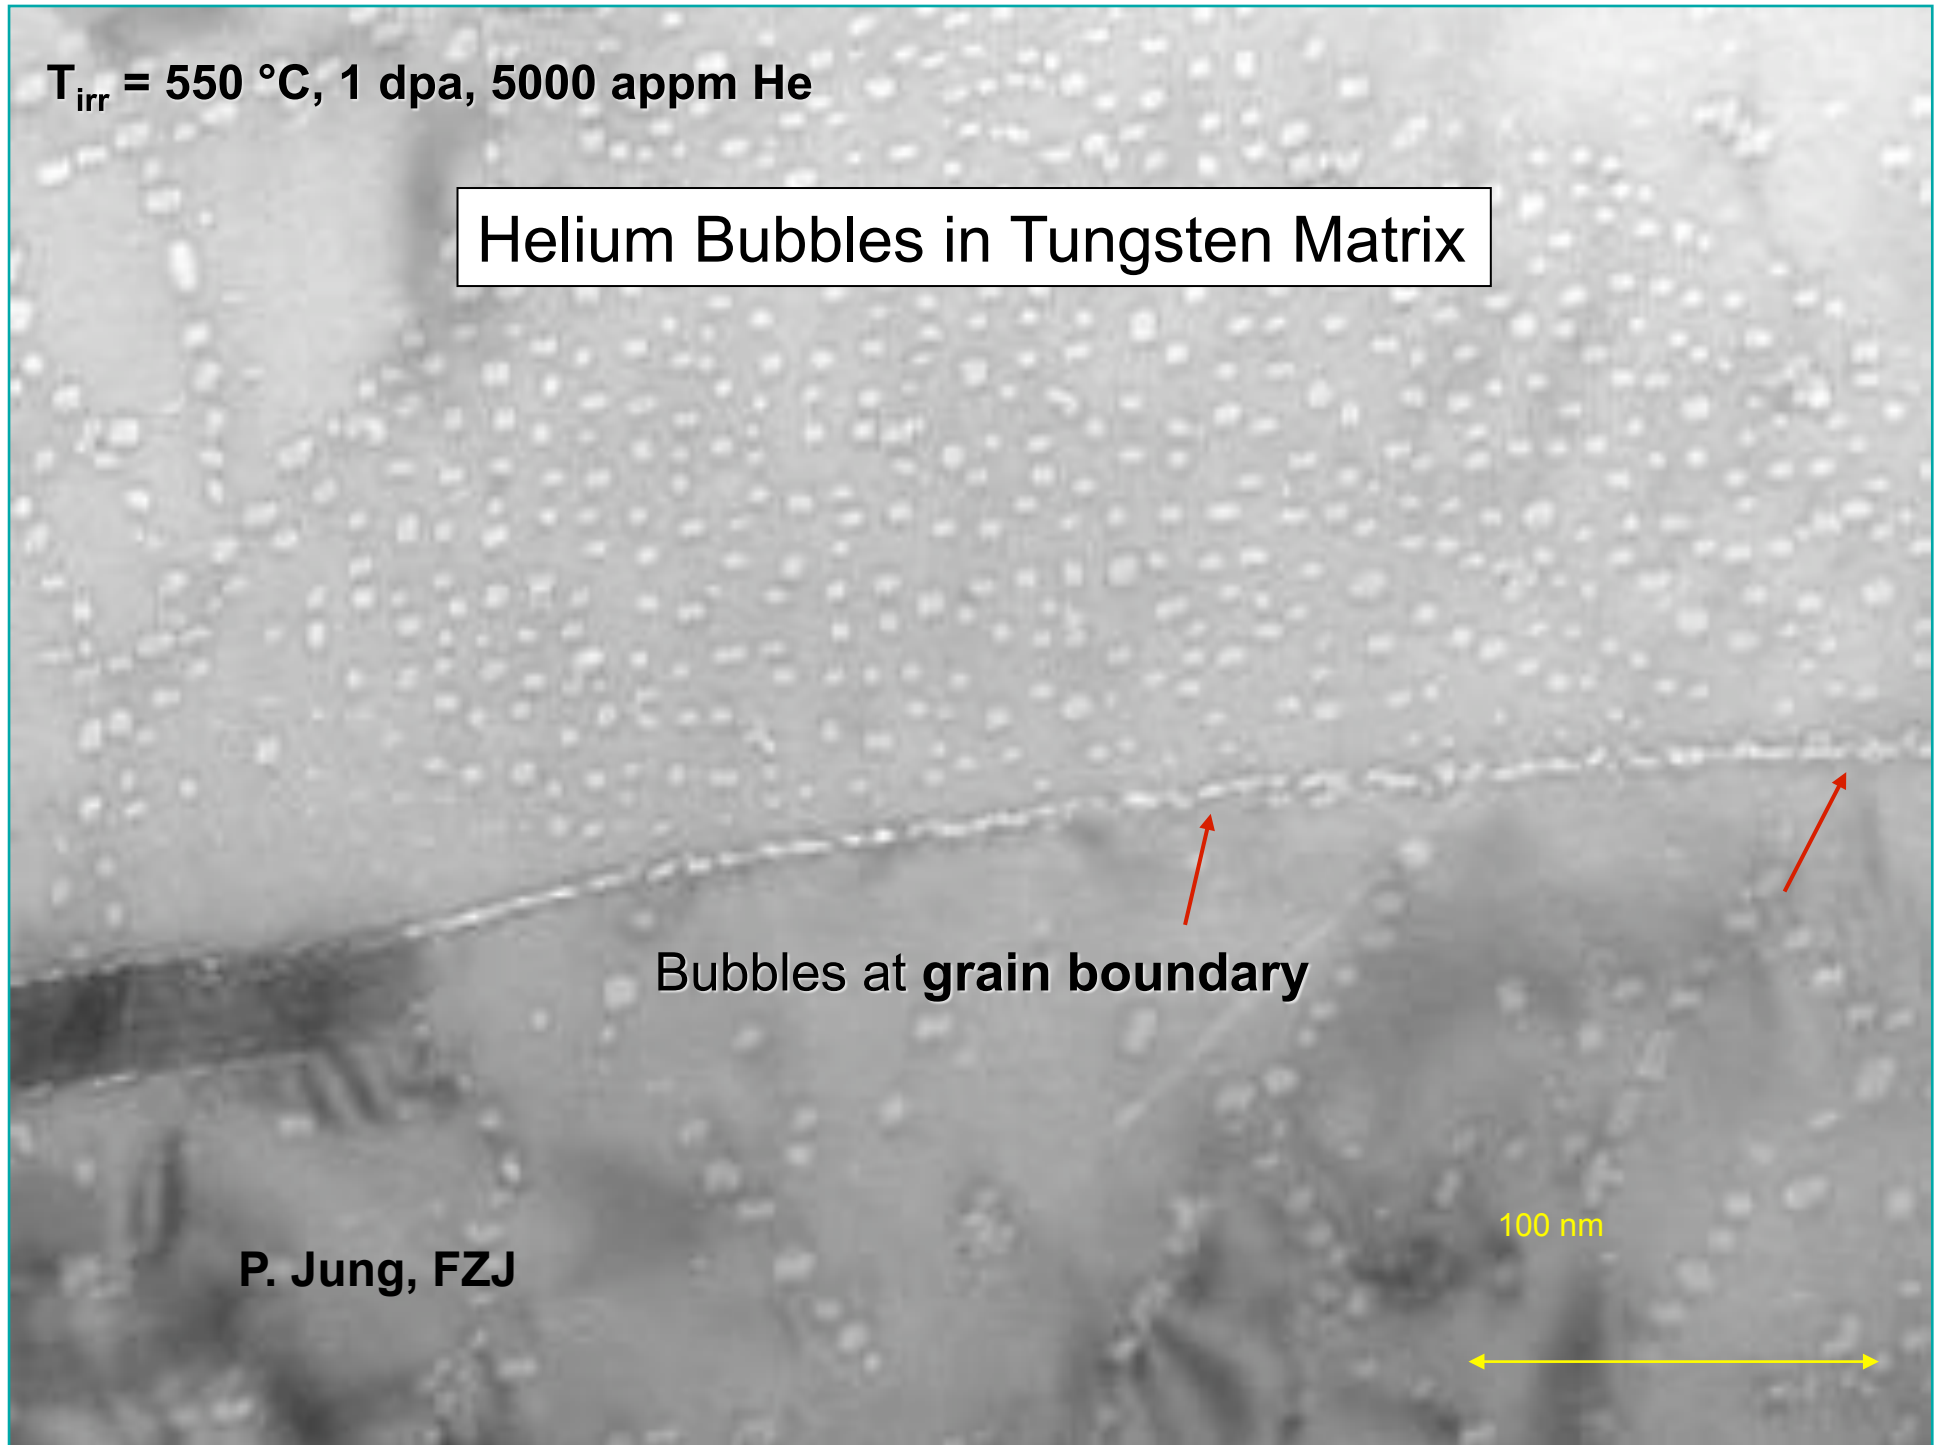 T_irr = 550 °C, 1 dpa, 5000 appm He
Helium Bubbles in Tungsten Matrix
Bubbles at grain boundary
100 nm
P. Jung, FZJ